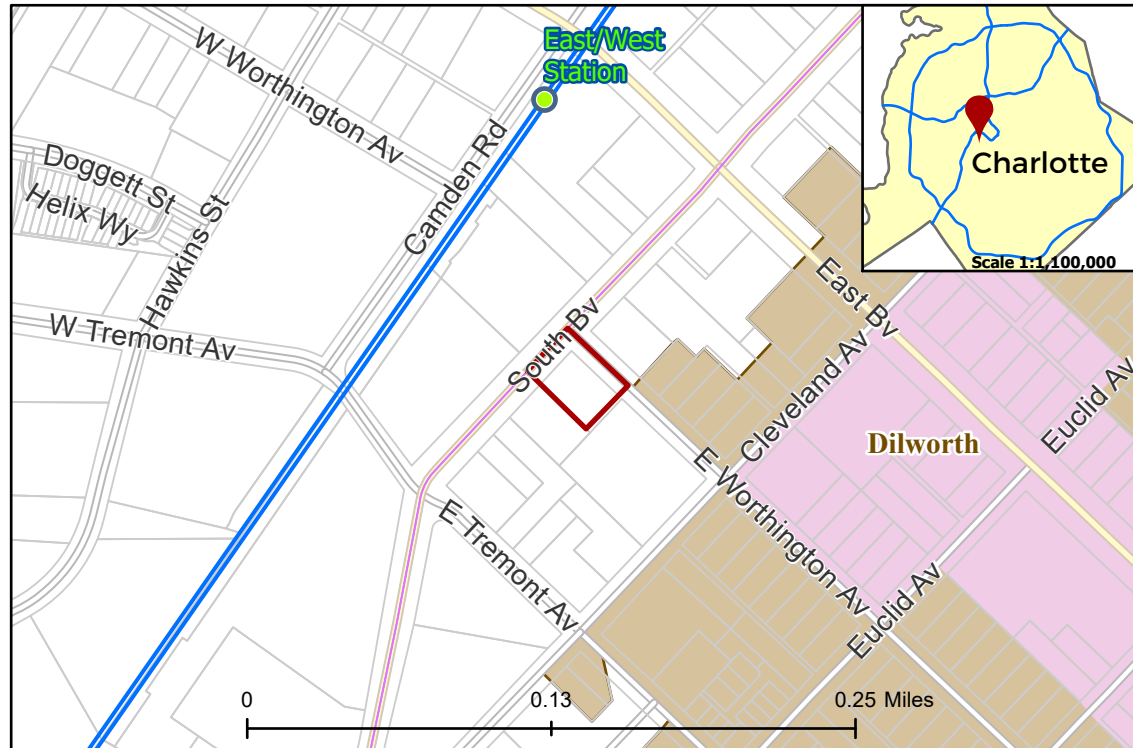 East/West
Station
W Worthington Av
Camden Rd
Doggett St
Helix Wy
Hawkins St
W Tremont Av
South Bv
East Bv
Cleveland Av
Euclid Av
Dilworth
E Worthington Av
E Tremont Av
Euclid Av
0
0.13
0.25 Miles
Charlotte
Scale 1:1,100,000